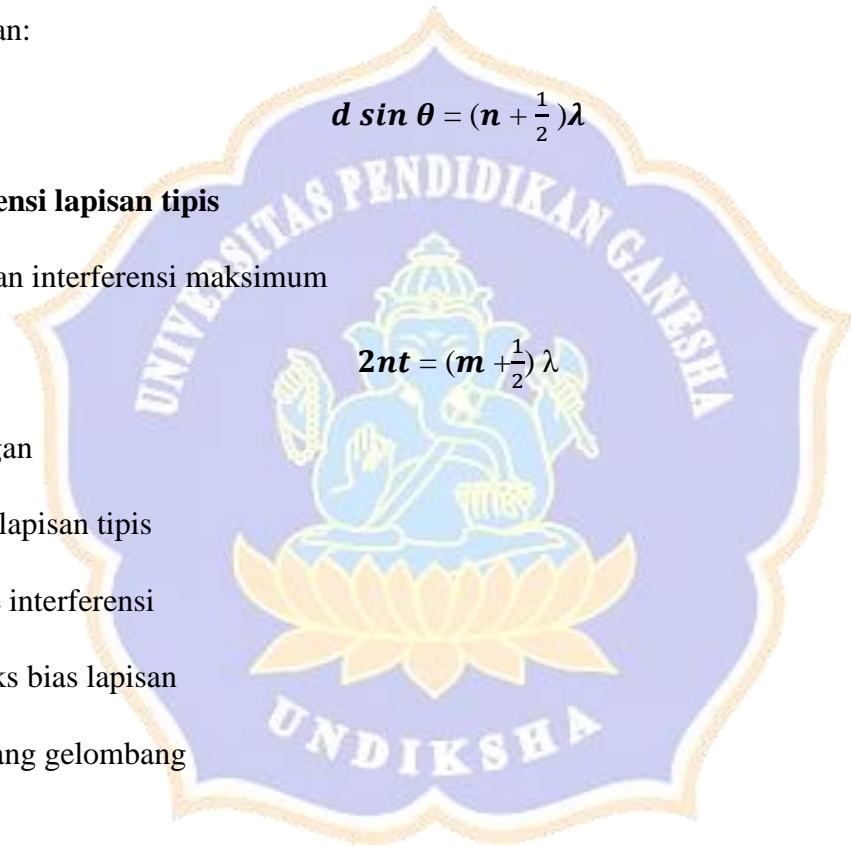 an:
d sin θ = (n + 1/2 )λ
ensi lapisan tipis
an interferensi maksimum
2nt = (m +1/2) λ
gan
lapisan tipis
interferensi
ks bias lapisan
ang gelombang
UNIVERSITAS PENDIDIKAN GANESHA
UNDIKSHA